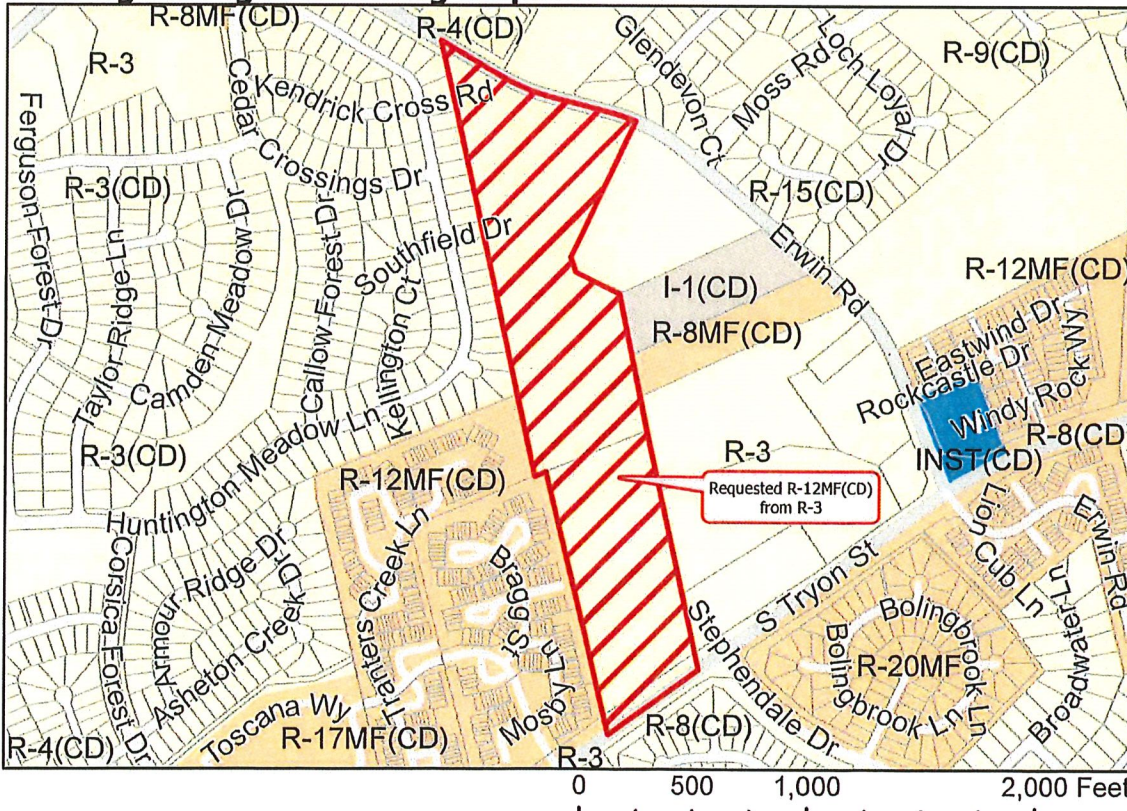 R-8MF(CD)
R-4(CD)
R-9(CD)
R-3
Glendevon Ct
Moss Rd
Loch Loyal Dr
Kendrick Cross Rd
Cedar Crossings Dr
Ferguson Forest Dr
R-3(CD)
R-15(CD)
Taylor Ridge Ln
Camden Meadow Dr
Callow Forest Dr
Southfield Dr
Kellington Ct
Erwin Rd
I-1(CD)
R-12MF(CD)
R-8MF(CD)
Eastwind Dr
Rockcastle Dr
Windy Rock Wy
R-8(CD)
INST(CD)
R-3(CD)
Huntington Meadow Ln
R-12MF(CD)
R-3
Requested R-12MF(CD)
from R-3
Lion Cub Ln
Erwin Rd
Corsica Forest Dr
Armour Ridge Dr
Asheton Creek Dr
Tranters Creek Ln
Bragg St
Mosby Ln
S Tryon St
Stephendale Dr
Bolingbrook Ln
R-20MF
Bolingbrook Ln
Broadwater Ln
R-4(CD)
Toscana Wy
R-17MF(CD)
R-8(CD)
R-3
0 500 1,000 2,000 Feet